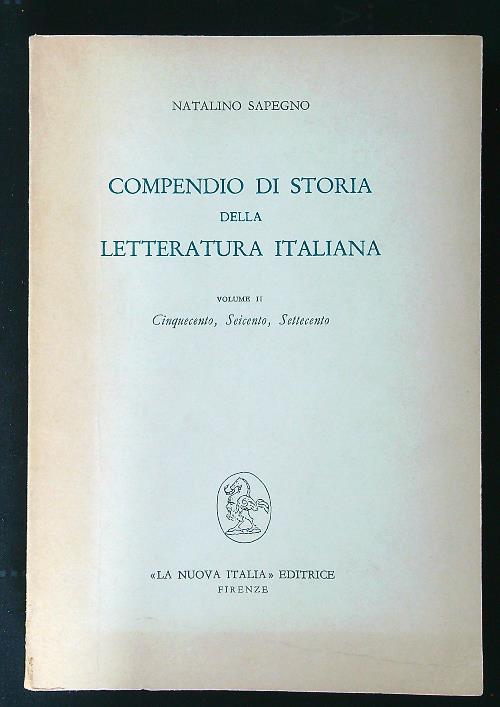 NATALINO SAPEGNO
COMPENDIO DI STORIA
DELLA
LETTERATURA ITALIANA
VOLUME II
Cinquecento, Seicento, Settecento
«LA NUOVA ITALIA» EDITRICE
FIRENZE